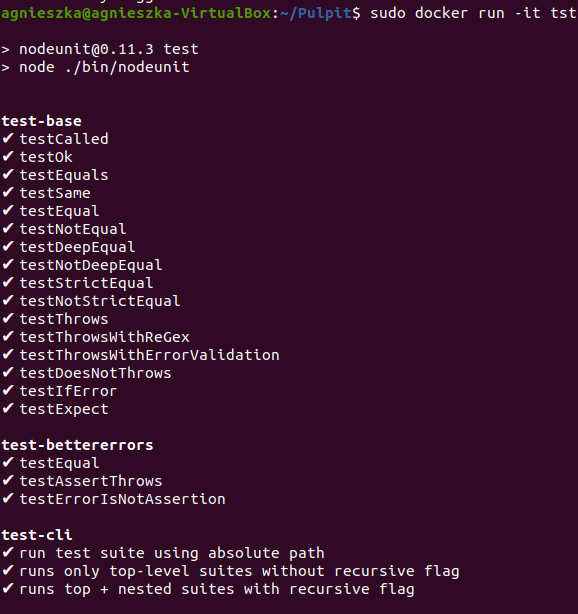 agnieszka@agnieszka-VirtualBox:~/Pulpit$ sudo docker run -it tst
> nodeunit@0.11.3 test
> node ./bin/nodeunit
test-base
✔ testCalled
✔ testOk
✔ testEquals
✔ testSame
✔ testEqual
✔ testNotEqual
✔ testDeepEqual
✔ testNotDeepEqual
✔ testStrictEqual
✔ testNotStrictEqual
✔ testThrows
✔ testThrowsWithReGex
✔ testThrowsWithErrorValidation
✔ testDoesNotThrows
✔ testIfError
✔ testExpect
test-bettererrors
✔ testEqual
✔ testAssertThrows
✔ testErrorIsNotAssertion
test-cli
✔ run test suite using absolute path
✔ runs only top-level suites without recursive flag
✔ runs top + nested suites with recursive flag